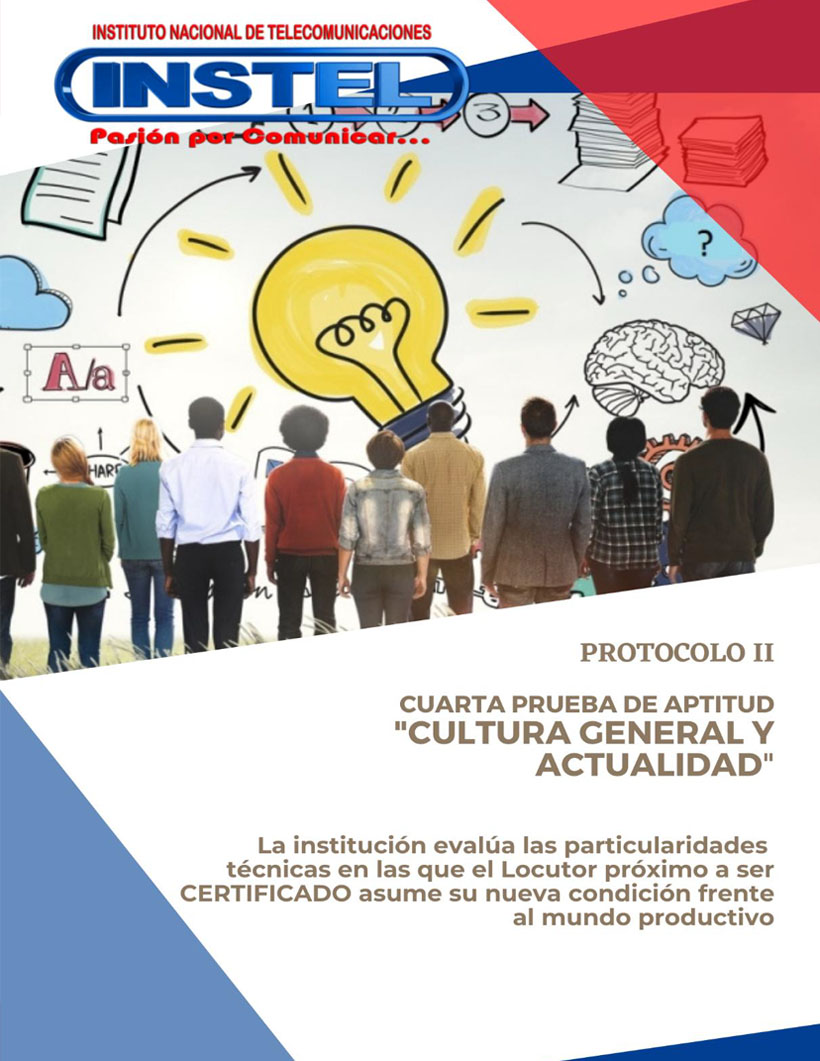 INSTITUTO NACIONAL DE TELECOMUNICACIONES
INSTEL
Pasión por Comunicar...
3
?
A/a
HARE
PROTOCOLO II
CUARTA PRUEBA DE APTITUD
"CULTURA GENERAL Y
ACTUALIDAD"
La institución evalúa las particularidades
técnicas en las que el Locutor próximo a ser
CERTIFICADO asume su nueva condición frente
al mundo productivo